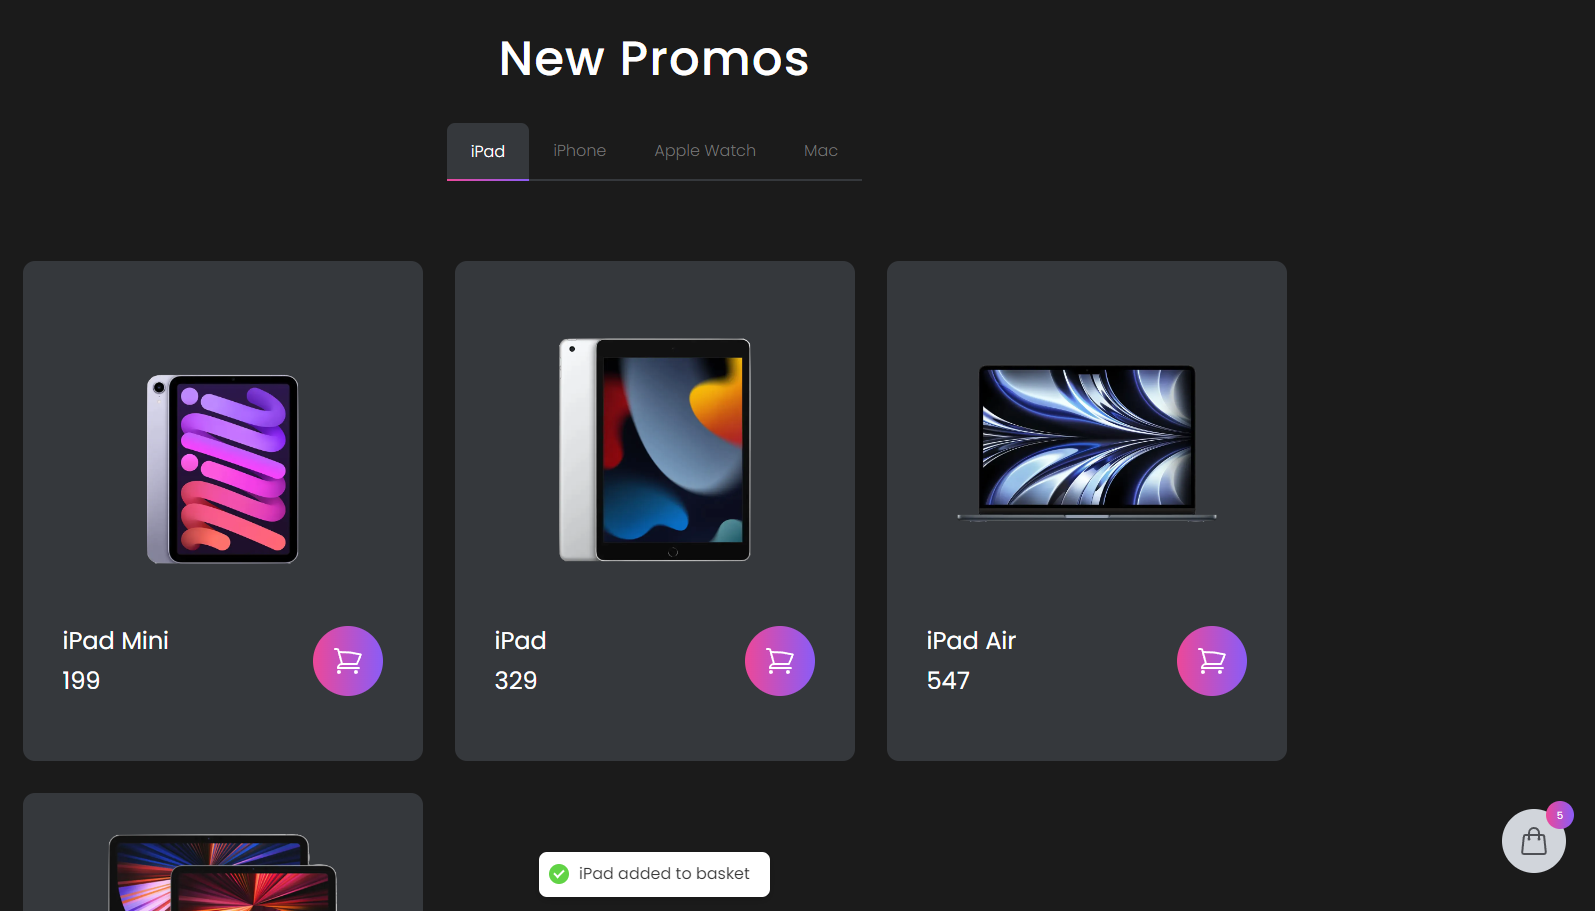 New Promos
iPad
iPhone
Apple Watch
Mac
iPad Mini
199
iPad
329
iPad Air
547
5
iPad added to basket